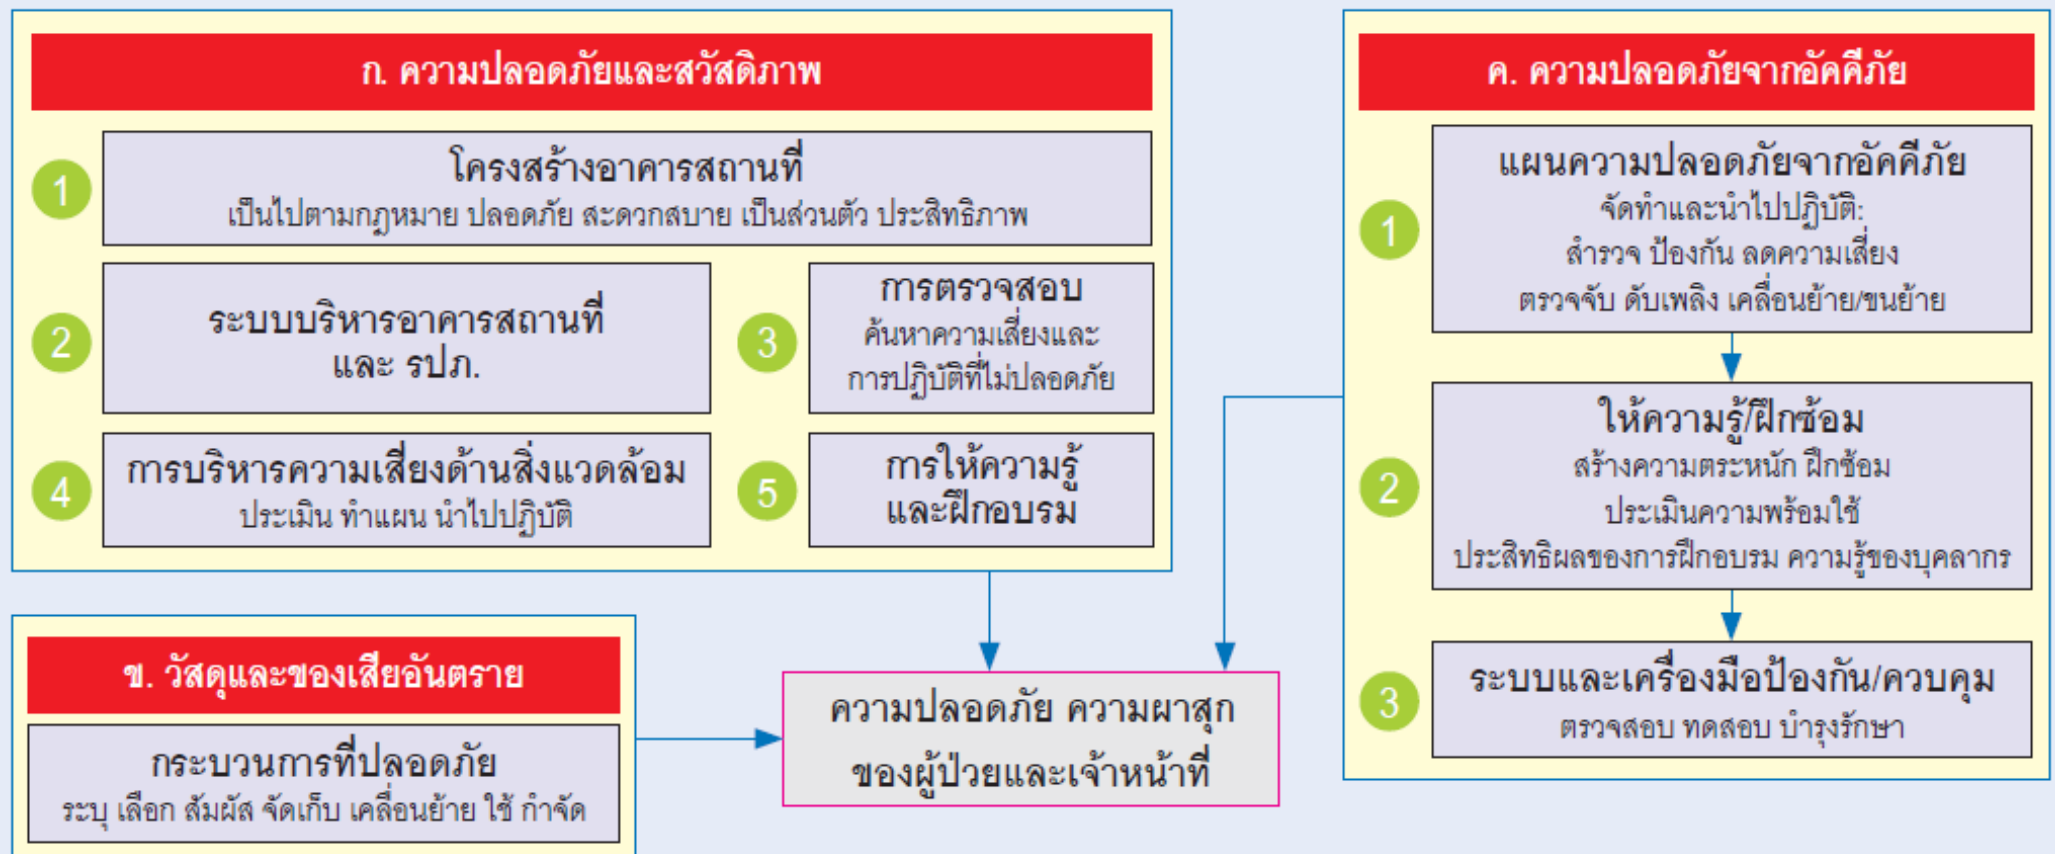 ก. ความปลอดภัยและสวัสดิภาพ
1
โครงสร้างอาคารสถานที่
เป็นไปตามกฎหมาย ปลอดภัย สะดวกสบาย เป็นส่วนตัว ประสิทธิภาพ
2
ระบบบริหารอาคารสถานที่
และ รปภ.
3
การตรวจสอบ
ค้นหาความเสี่ยงและ
การปฏิบัติที่ไม่ปลอดภัย
4
การบริหารความเสี่ยงด้านสิ่งแวดล้อม
ประเมิน ทำแผน นำไปปฏิบัติ
5
การให้ความรู้
และฝึกอบรม
ข. วัสดุและของเสียอันตราย
กระบวนการที่ปลอดภัย
ระบุ เลือก สัมผัส จัดเก็บ เคลื่อนย้าย ใช้ กำจัด
ความปลอดภัย ความผาสุก
ของผู้ป่วยและเจ้าหน้าที่
ค. ความปลอดภัยจากอัคคีภัย
1
แผนความปลอดภัยจากอัคคีภัย
จัดทำและนำไปปฏิบัติ:
สำรวจ ป้องกัน ลดความเสี่ยง
ตรวจจับ ดับเพลิง เคลื่อนย้าย/ขนย้าย
2
ให้ความรู้/ฝึกซ้อม
สร้างความตระหนัก ฝึกซ้อม
ประเมินความพร้อมใช้
ประสิทธิผลของการฝึกอบรม ความรู้ของบุคลากร
3
ระบบและเครื่องมือป้องกัน/ควบคุม
ตรวจสอบ ทดสอบ บำรุงรักษา